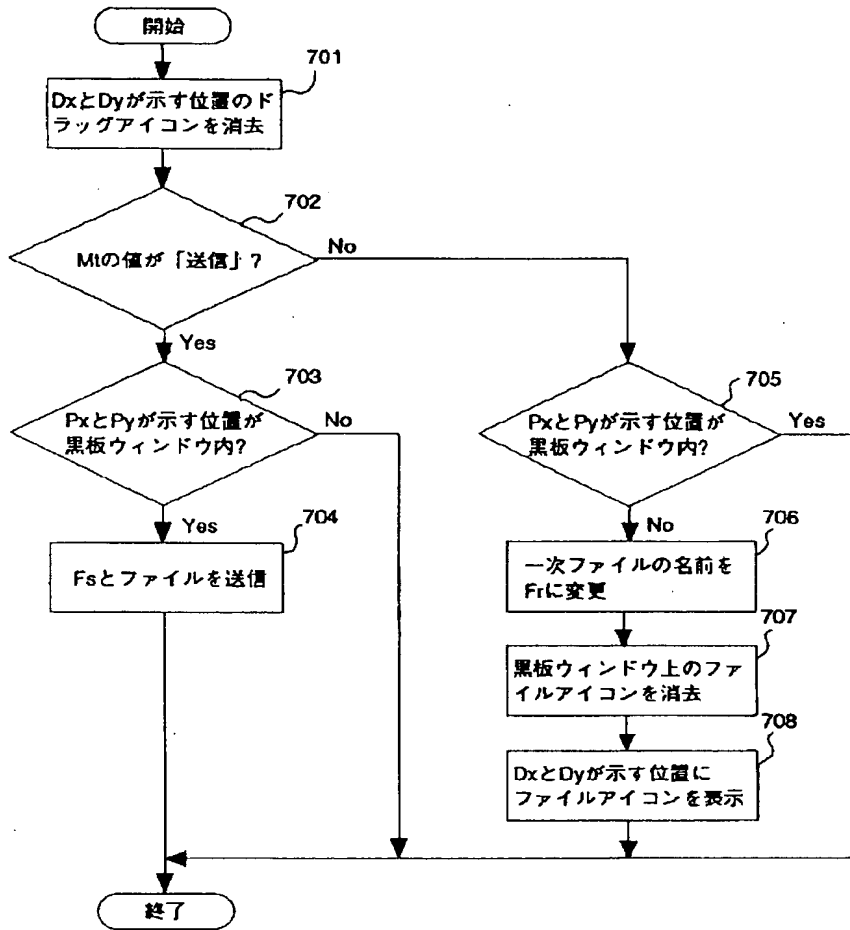 開始
701
DxとDyが示す位置のド
ラッグアイコンを消去
702
Mtの値が「送信」?
No
Yes
703
PxとPyが示す位置が
黒板ウィンドウ内?
No
Yes
704
Fsとファイルを送信
705
PxとPyが示す位置が
黒板ウィンドウ内?
Yes
No
706
一次ファイルの名前を
Frに変更
707
黒板ウィンドウ上のファ
イルアイコンを消去
708
DxとDyが示す位置に
ファイルアイコンを表示
終了